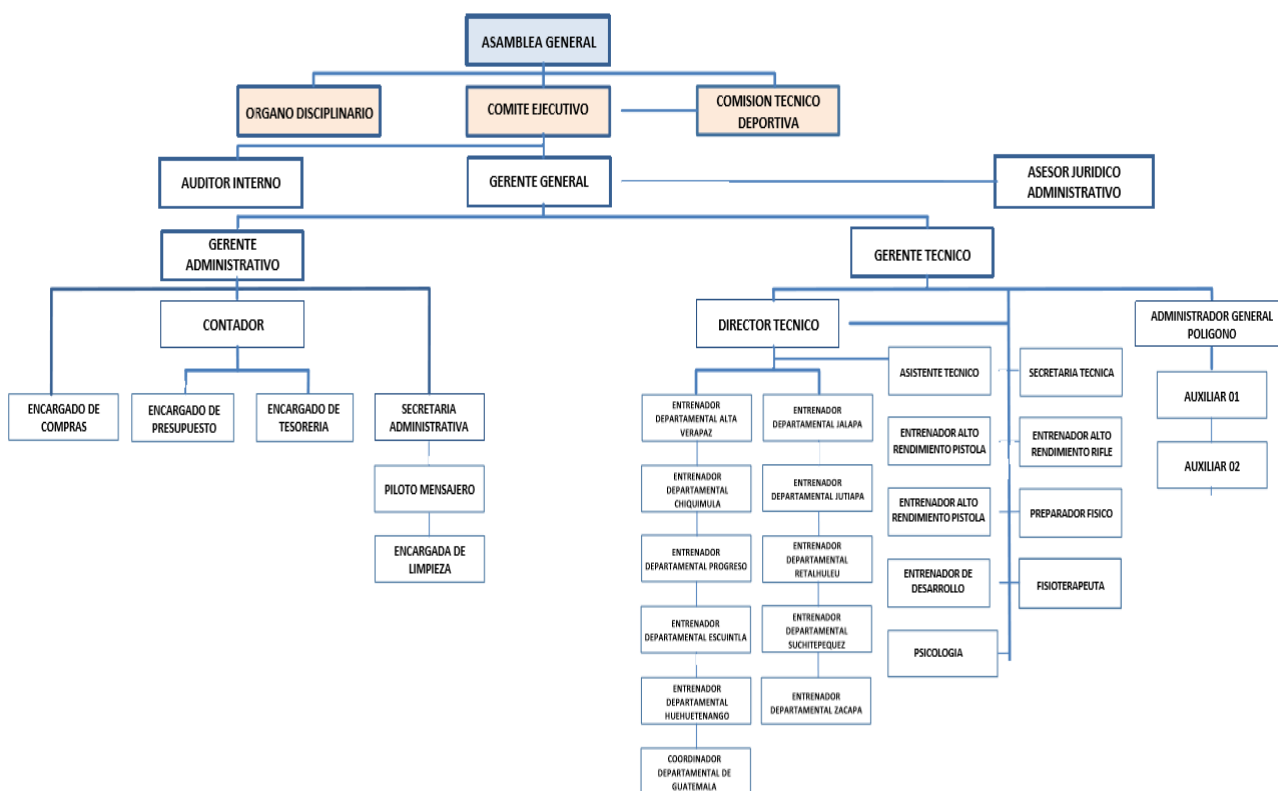 ASAMBLEA GENERAL
ORGANO DISCIPLINARIO
COMITE EJECUTIVO
COMISION TECNICO
DEPORTIVA
AUDITOR INTERNO
GERENTE GENERAL
ASESOR JURIDICO
ADMINISTRATIVO
GERENTE
ADMINISTRATIVO
GERENTE TECNICO
CONTADOR
DIRECTOR TECNICO
ADMINISTRADOR GENERAL
POLIGONO
ENCARGADO DE
COMPRAS
ENCARGADO DE
PRESUPUESTO
ENCARGADO DE
TESORERIA
SECRETARIA
ADMINISTRATIVA
PILOTO MENSAJERO
ENCARGADA DE
LIMPIEZA
ENTRENADOR
DEPARTAMENTAL ALTA
VERAPAZ
ENTRENADOR
DEPARTAMENTAL
CHIQUIMULA
ENTRENADOR
DEPARTAMENTAL PROGRESO
ENTRENADOR
DEPARTAMENTAL ESCUINTLA
ENTRENADOR
DEPARTAMENTAL
HUEHUETENANGO
COORDINADOR
DEPARTAMENTAL DE
GUATEMALA
ENTRENADOR
DEPARTAMENTAL JALAPA
ENTRENADOR
DEPARTAMENTAL JUTIAPA
ENTRENADOR
DEPARTAMENTAL
RETALHULEU
ENTRENADOR
DEPARTAMENTAL
SUCHITEPEQUEZ
ENTRENADOR
DEPARTAMENTAL ZACAPA
ASISTENTE TECNICO
SECRETARIA TECNICA
ENTRENADOR ALTO
RENDIMIENTO PISTOLA
ENTRENADOR ALTO
RENDIMIENTO RIFLE
ENTRENADOR ALTO
RENDIMIENTO PISTOLA
PREPARADOR FISICO
ENTRENADOR DE
DESARROLLO
FISIOTERAPEUTA
PSICOLOGIA
AUXILIAR 01
AUXILIAR 02